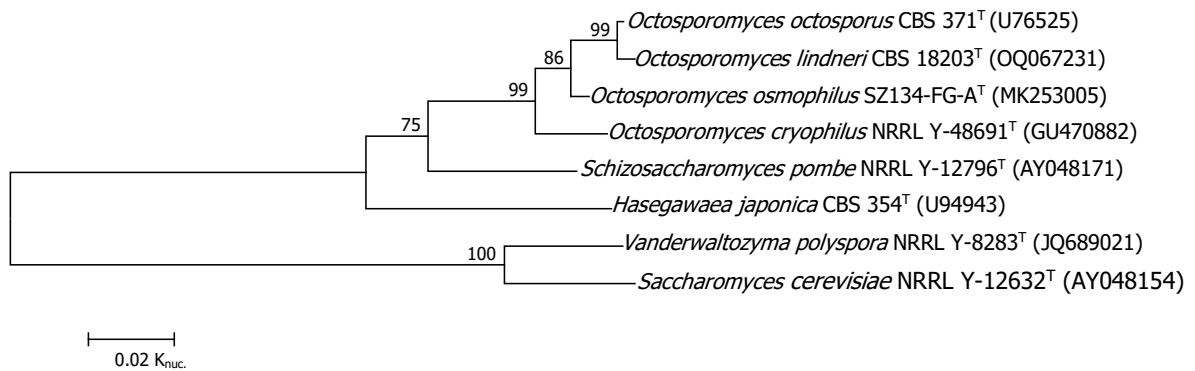 Octosporomyces octosporus CBS 371ᵀ (U76525)
99
Octosporomyces lindneri CBS 18203ᵀ (OQ067231)
86
Octosporomyces osmophilus SZ134-FG-Aᵀ (MK253005)
99
Octosporomyces cryophilus NRRL Y-48691ᵀ (GU470882)
75
Schizosaccharomyces pombe NRRL Y-12796ᵀ (AY048171)
Hasegawaea japonica CBS 354ᵀ (U94943)
Vanderwaltozyma polyspora NRRL Y-8283ᵀ (JQ689021)
100
Saccharomyces cerevisiae NRRL Y-12632ᵀ (AY048154)
0.02 Knuc.